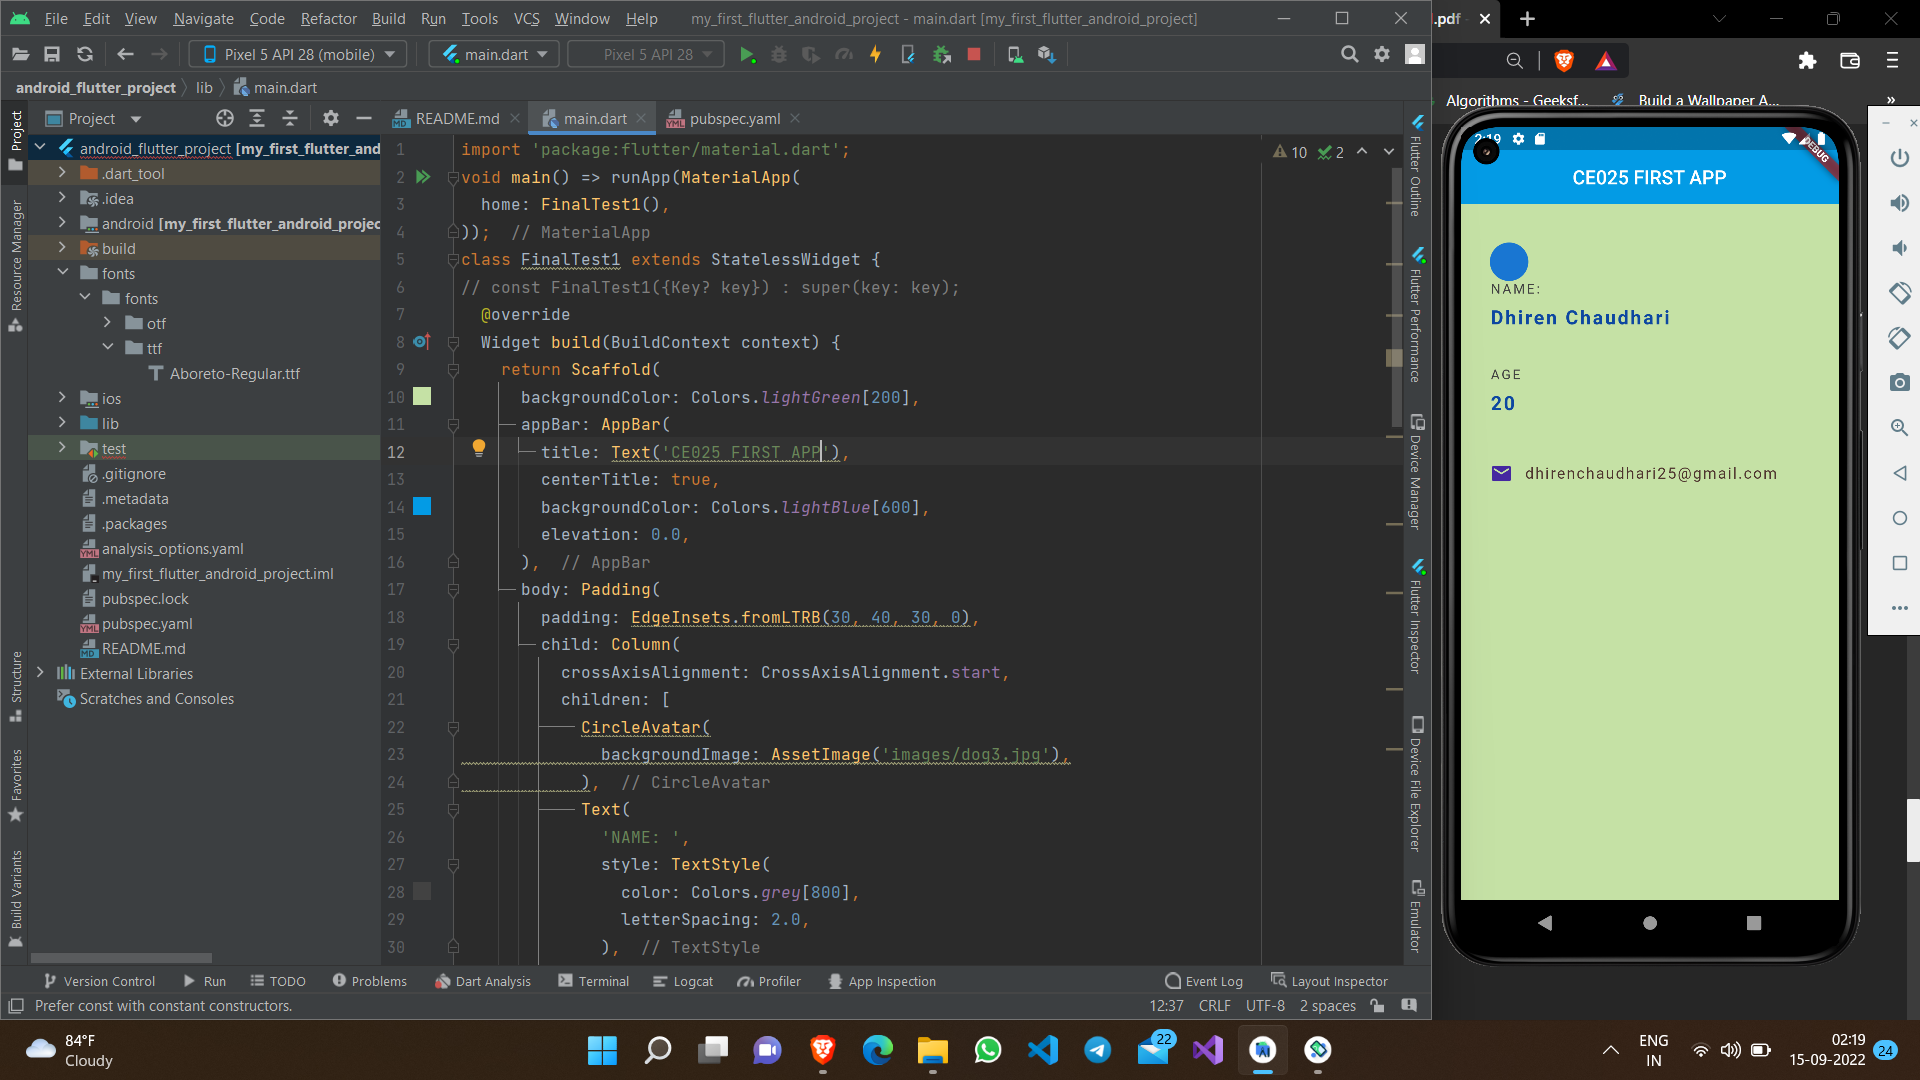 File Edit View Navigate Code Refactor Build Run Tools VCS Window Help my_first_flutter_android_project - main.dart [my_first_flutter_android_project]
Pixel 5 API 28 (mobile) main.dart Pixel 5 API 28
android_flutter_project lib main.dart
Project README.md main.dart pubspec.yaml
android_flutter_project [my_first_flutter_and
.dart_tool
.idea
android [my_first_flutter_android_projec
build
fonts
fonts
otf
ttf
Aboreto-Regular.ttf
ios
lib
test
.gitignore
.metadata
.packages
analysis_options.yaml
my_first_flutter_android_project.iml
pubspec.lock
pubspec.yaml
README.md
External Libraries
Scratches and Consoles
Project
Resource Manager
Structure
Favorites
Build Variants
10 2
1 import 'package:flutter/material.dart';
2 void main() => runApp(MaterialApp(
3 home: FinalTest1(),
4 )); // MaterialApp
5 class FinalTest1 extends StatelessWidget {
6 // const FinalTest1({Key? key}) : super(key: key);
7 @override
8 Widget build(BuildContext context) {
9 return Scaffold(
10 backgroundColor: Colors.lightGreen[200],
11 appBar: AppBar(
12 title: Text('CE025 FIRST APP'),
13 centerTitle: true,
14 backgroundColor: Colors.lightBlue[600],
15 elevation: 0.0,
16 ), // AppBar
17 body: Padding(
18 padding: EdgeInsets.fromLTRB(30, 40, 30, 0),
19 child: Column(
20 crossAxisAlignment: CrossAxisAlignment.start,
21 children: [
22 CircleAvatar(
23 backgroundImage: AssetImage('images/dog3.jpg'),
24 ), // CircleAvatar
25 Text(
26 'NAME: ',
27 style: TextStyle(
28 color: Colors.grey[800],
29 letterSpacing: 2.0,
30 ), // TextStyle
Flutter Outline
Flutter Performance
Device Manager
Flutter Inspector
Device File Explorer
Emulator
Version Control Run TODO Problems Dart Analysis Terminal Logcat Profiler App Inspection Event Log Layout Inspector
Prefer const with constant constructors. 12:37 CRLF UTF-8 2 spaces
.pdf
Algorithms - Geeksf... Build a Wallpaper A... »
2:19
DEBUG
CE025 FIRST APP
NAME:
Dhiren Chaudhari
AGE
20
dhirenchaudhari25@gmail.com
84°F
Cloudy
22
ENG
IN
02:19
15-09-2022
24